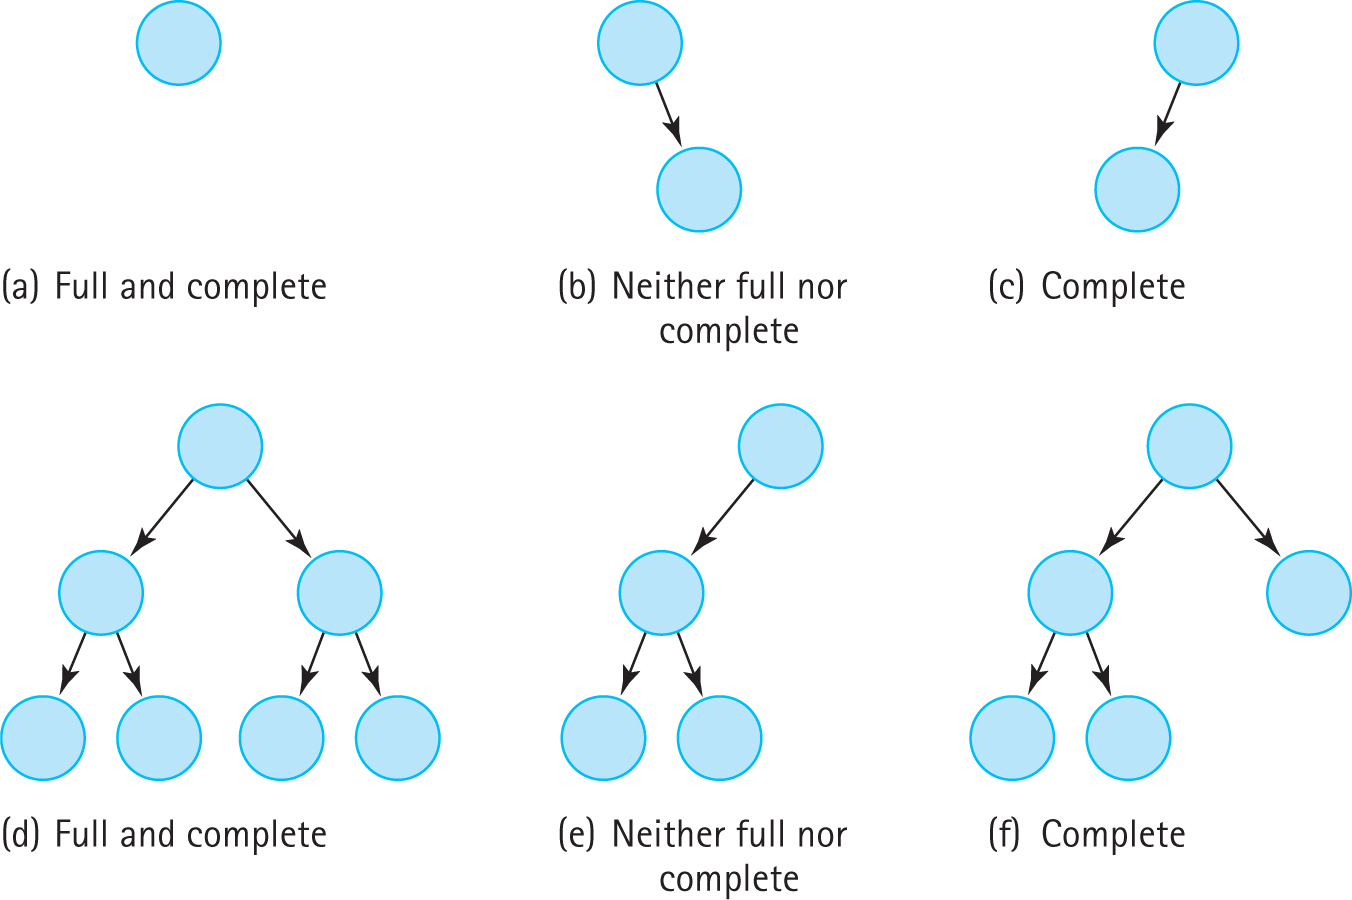 (a) Full and complete
(b) Neither full nor
complete
(c) Complete
(d) Full and complete
(e) Neither full nor
complete
(f) Complete